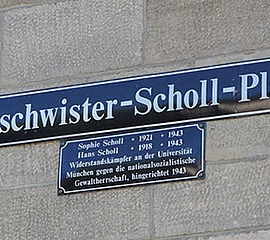 schwister-Scholl-Pl
Sophie Scholl • 1921 • 1943
Hans Scholl • 1918 • 1943
Widerstandskämpfer an der Universität
München gegen die nationalsozialistische
Gewaltherrschaft, hingerichtet 1943